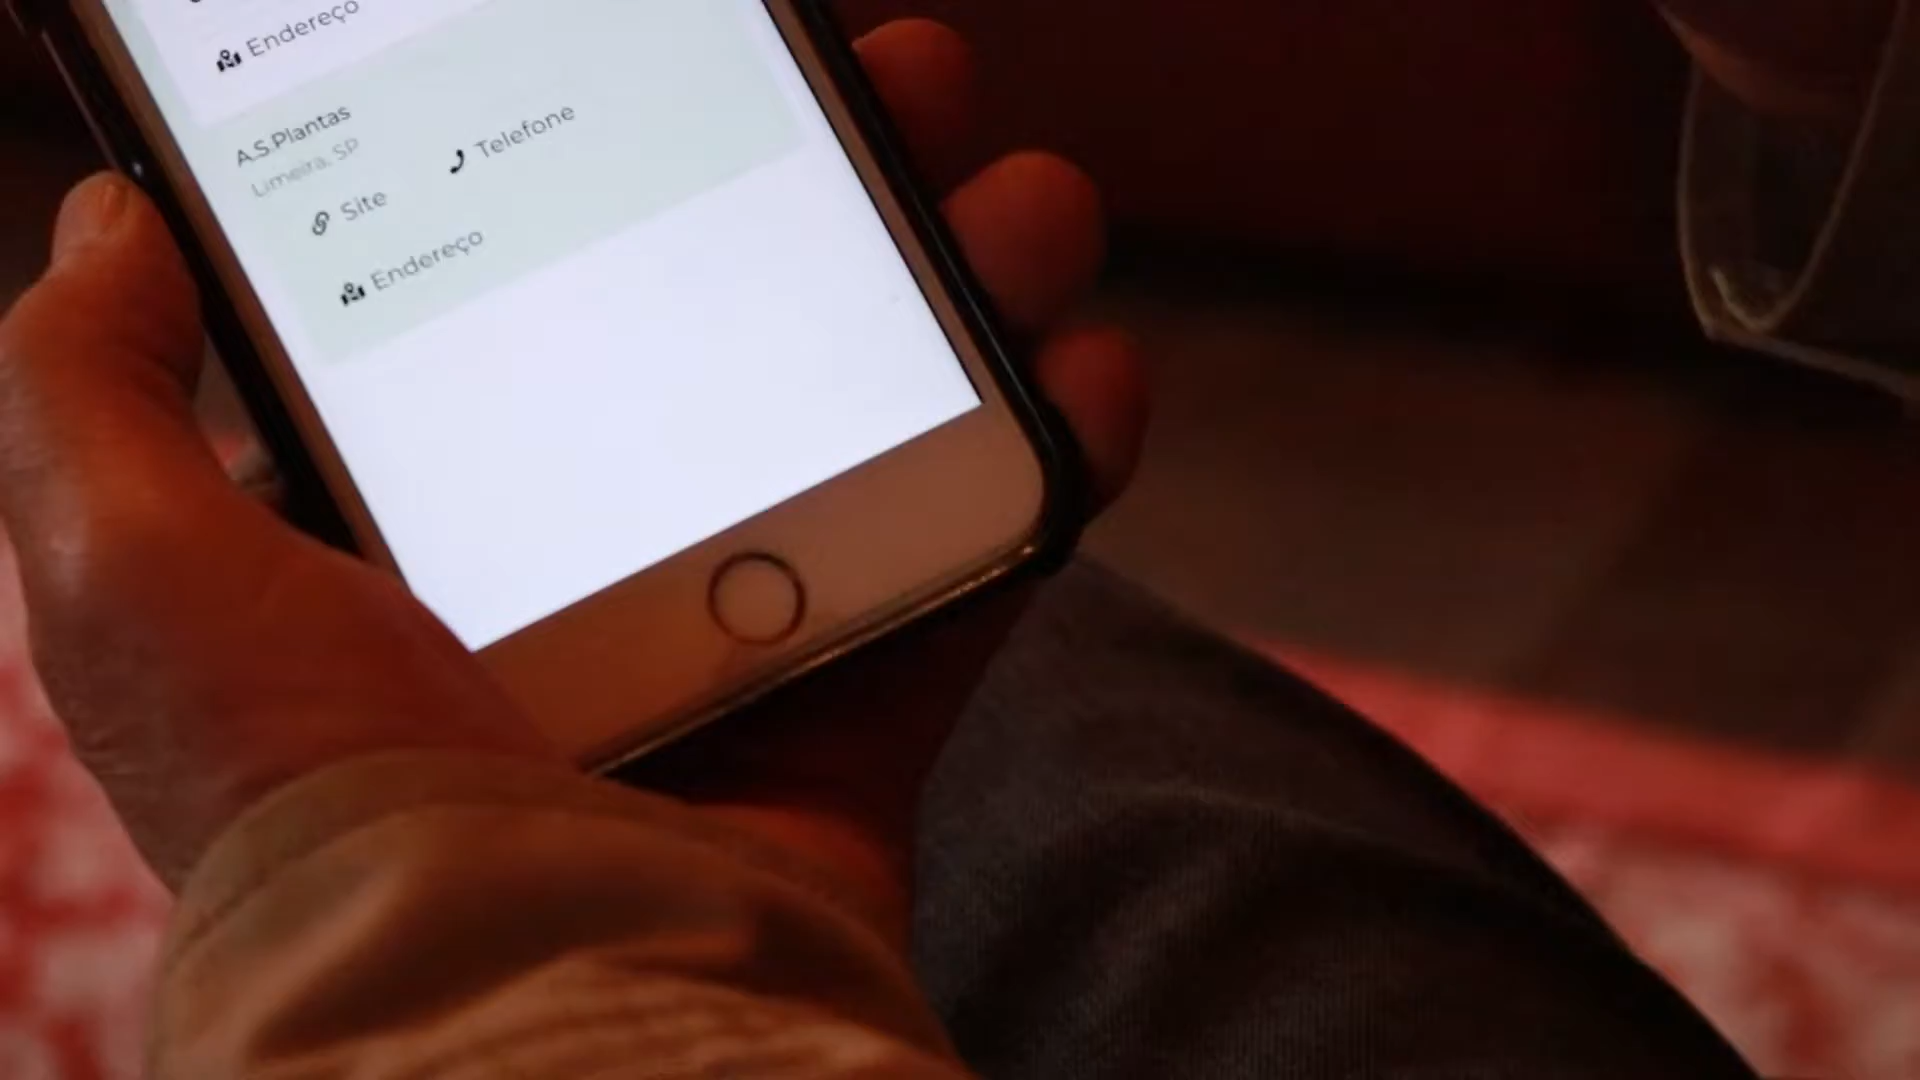 Endereço
A.S.Plantas
Limeira, SP
Site
Telefone
Endereço